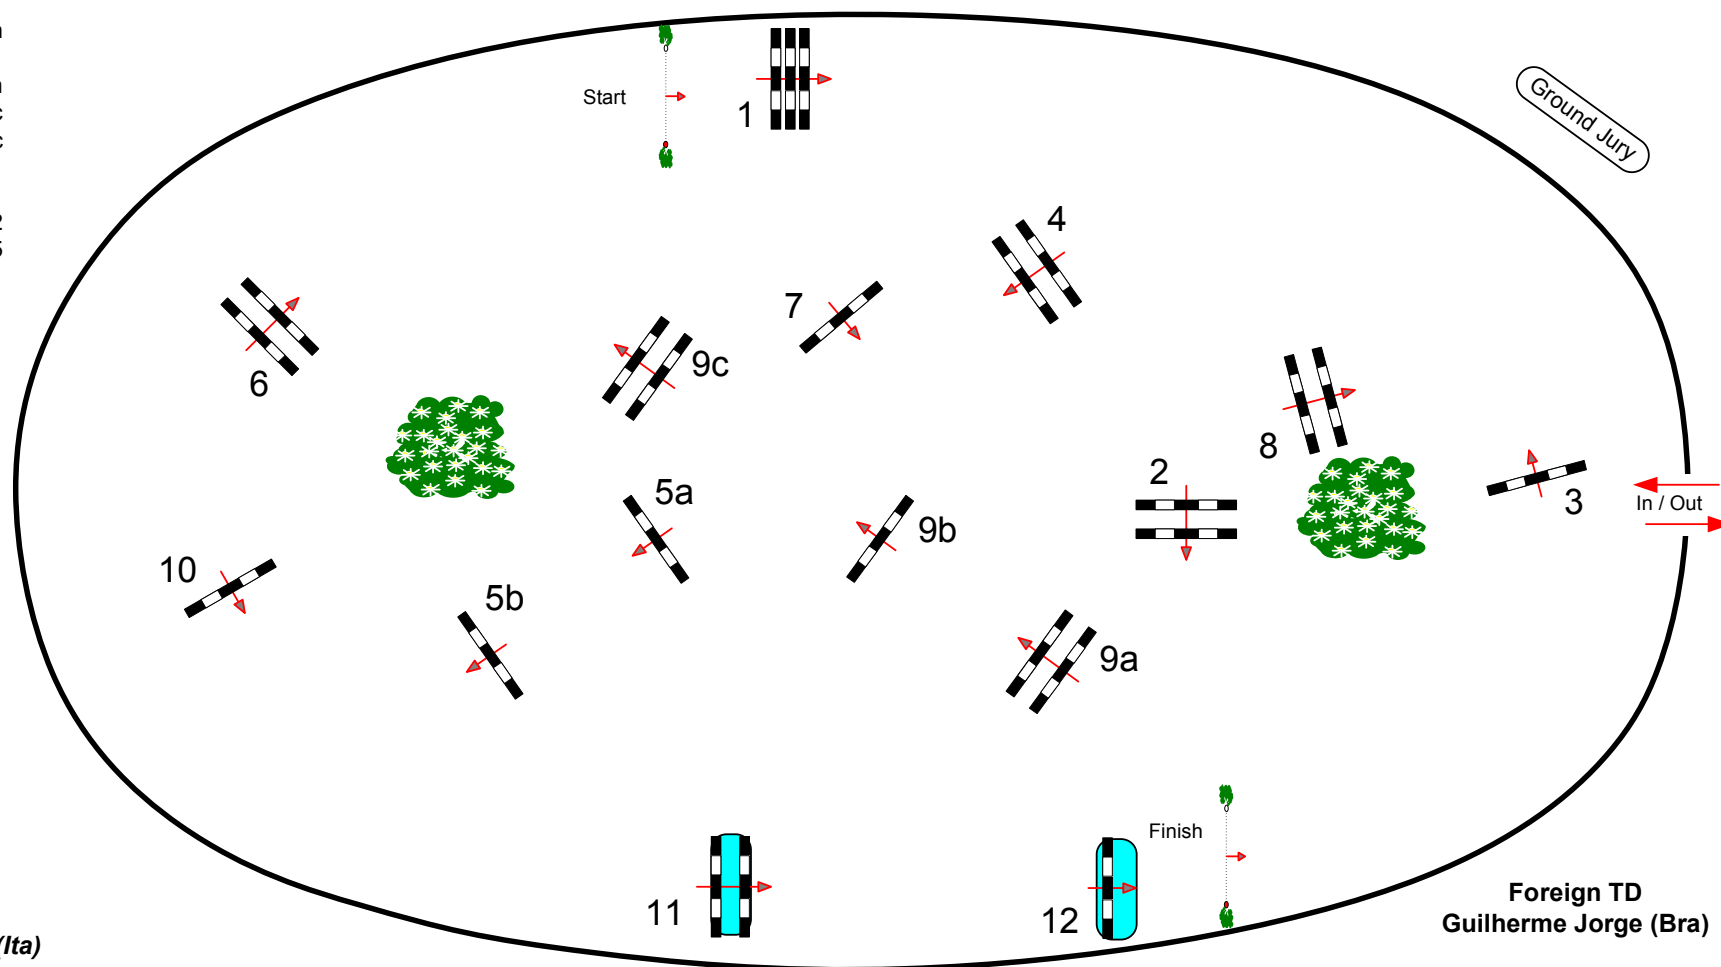 Start
1
Ground Jury
4
7
9c
6
8
2
3
In / Out
5a
9b
10
5b
9a
Finish
11
12
Foreign TD
Guilherme Jorge (Bra)
(Ita)